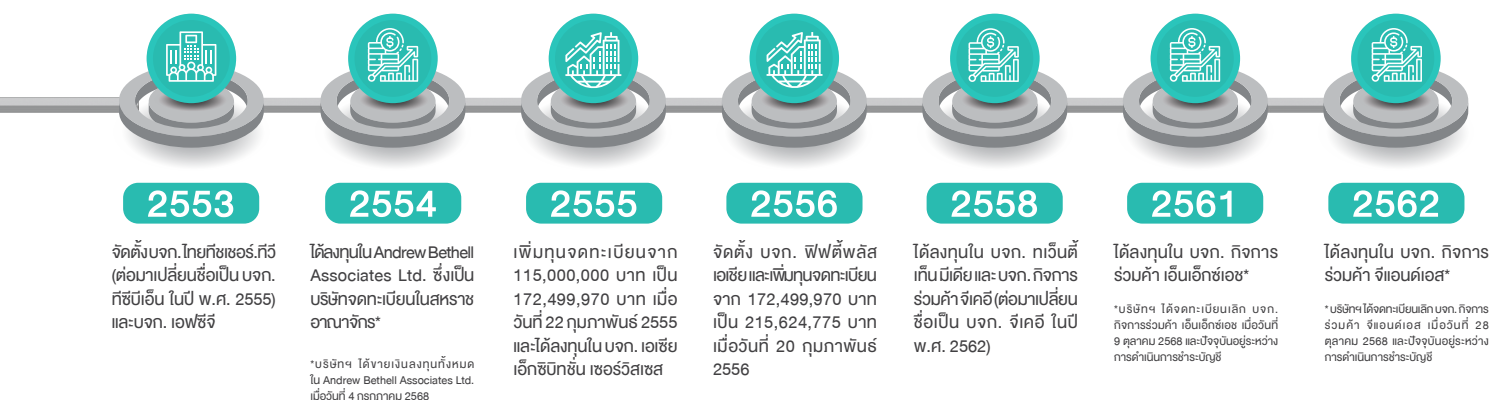 2553
จัดตั้ง บจก. ไทยทีชเชอร์.ทีวี
(ต่อมาเปลี่ยนชื่อเป็น บจก.
ทีซีบีเอ็น ในปี พ.ศ. 2555)
และบจก. เอฟซีจี
2554
ได้ลงทุนใน Andrew Bethell
Associates Ltd. ซึ่งเป็น
บริษัทจดทะเบียนในสหราช
อาณาจักร*
*บริษัทฯ ได้ขายเงินลงทุนทั้งหมด
ใน Andrew Bethell Associates Ltd.
เมื่อวันที่ 4 กรกฎาคม 2568
2555
เพิ่มทุนจดทะเบียนจาก
115,000,000 บาท เป็น
172,499,970 บาท เมื่อ
วันที่ 22 กุมภาพันธ์ 2555
และได้ลงทุนใน บจก. เอเซีย
เอ็กซิบิทชั่น เซอร์วิสเซส
2556
จัดตั้ง บจก. ฟิฟตี้พลัส
เอเชีย และเพิ่มทุนจดทะเบียน
จาก 172,499,970 บาท
เป็น 215,624,775 บาท
เมื่อวันที่ 20 กุมภาพันธ์
2556
2558
ได้ลงทุนใน บจก. ทเว็นตี้
เท็น มีเดีย และ บจก. กิจการ
ร่วมค้า จีเคอี (ต่อมาเปลี่ยน
ชื่อเป็น บจก. จีเคอี ในปี
พ.ศ. 2562)
2561
ได้ลงทุนใน บจก. กิจการ
ร่วมค้า เอ็นเอ็กซ์เอช*
*บริษัทฯ ได้จดทะเบียนเลิก บจก.
กิจการร่วมค้า เอ็นเอ็กซ์เอช เมื่อวันที่
9 ตุลาคม 2568 และปัจจุบันอยู่ระหว่าง
การดำเนินการชำระบัญชี
2562
ได้ลงทุนใน บจก. กิจการ
ร่วมค้า จีแอนด์เอส*
*บริษัทฯ ได้จดทะเบียนเลิก บจก. กิจการ
ร่วมค้า จีแอนด์เอส เมื่อวันที่ 28
ตุลาคม 2568 และปัจจุบันอยู่ระหว่าง
การดำเนินการชำระบัญชี